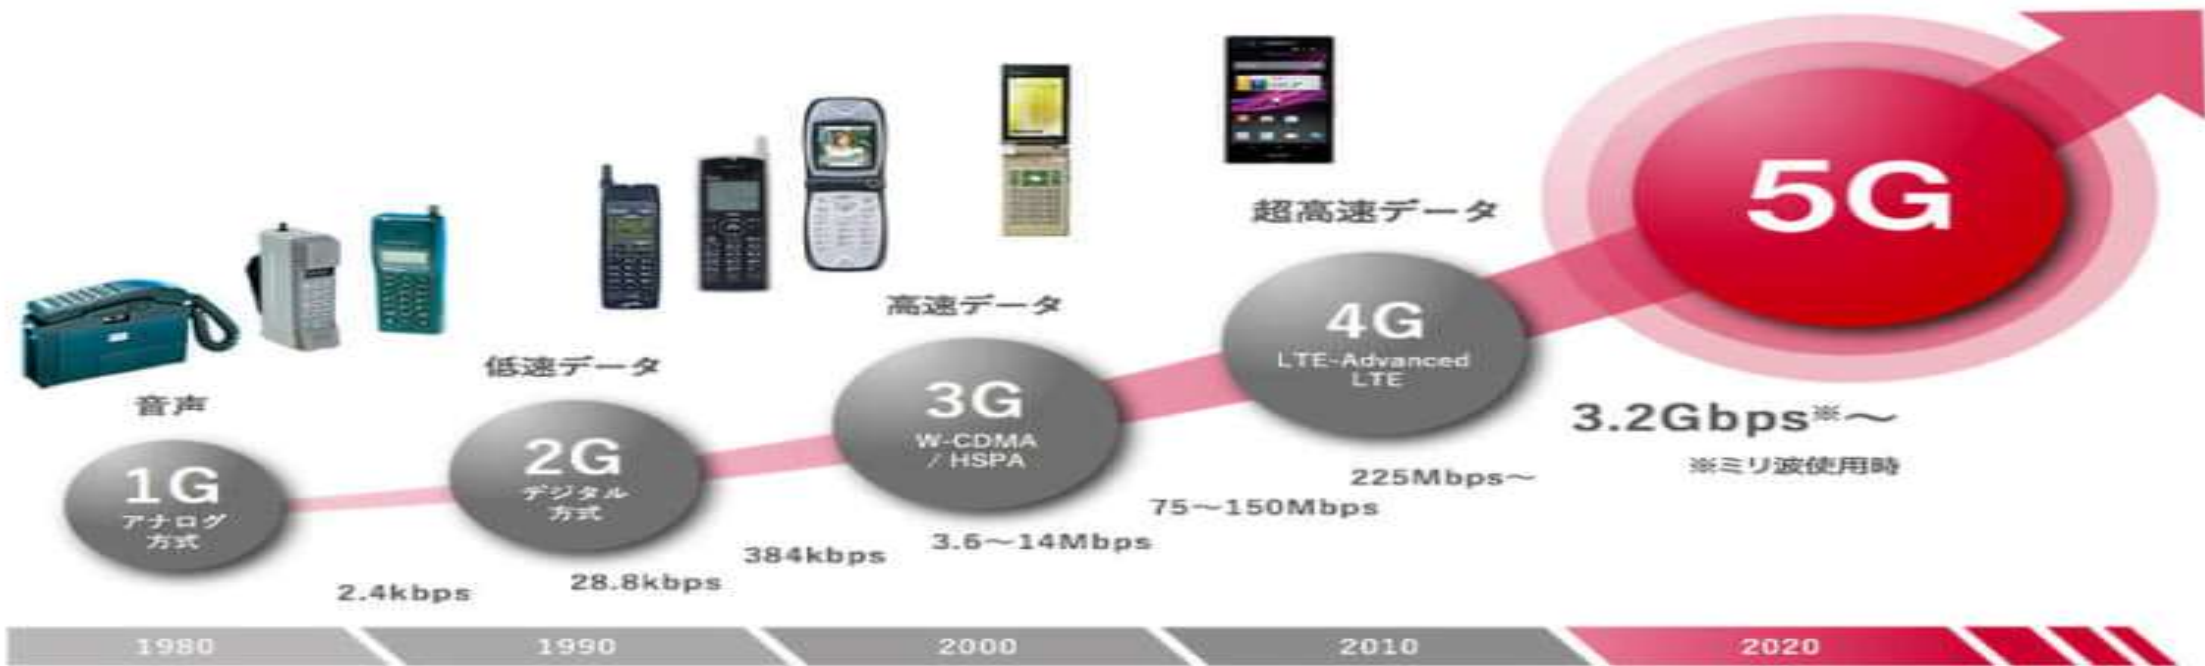 音声
1G
アナログ
方式
2.4kbps
低速データ
2G
デジタル
方式
28.8kbps
384kbps
高速データ
3G
W-CDMA
/ HSPA
3.6～14Mbps
75～150Mbps
超高速データ
4G
LTE-Advanced
LTE
225Mbps～
5G
3.2Gbps※～
※ミリ波使用時
1980
1990
2000
2010
2020